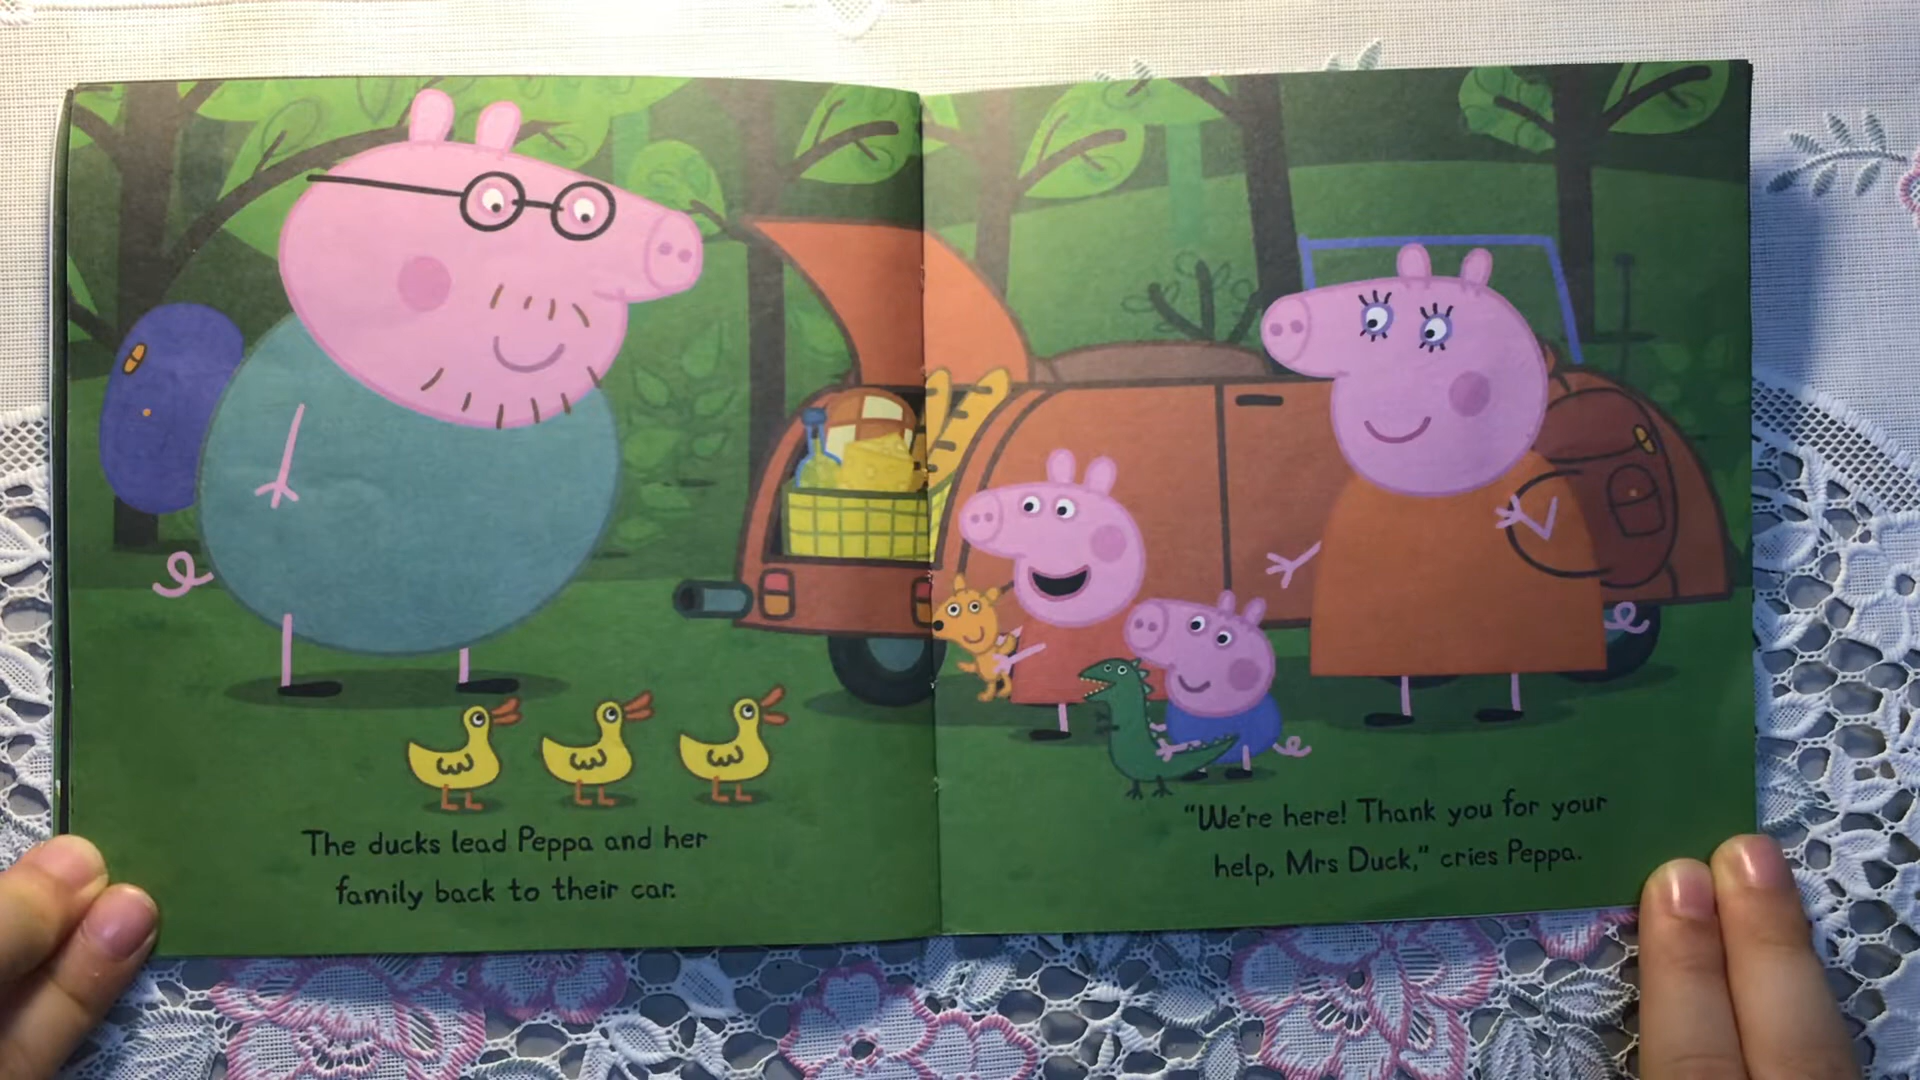 The ducks lead Peppa and her
family back to their car.
"We're here! Thank you for your
help, Mrs Duck," cries Peppa.